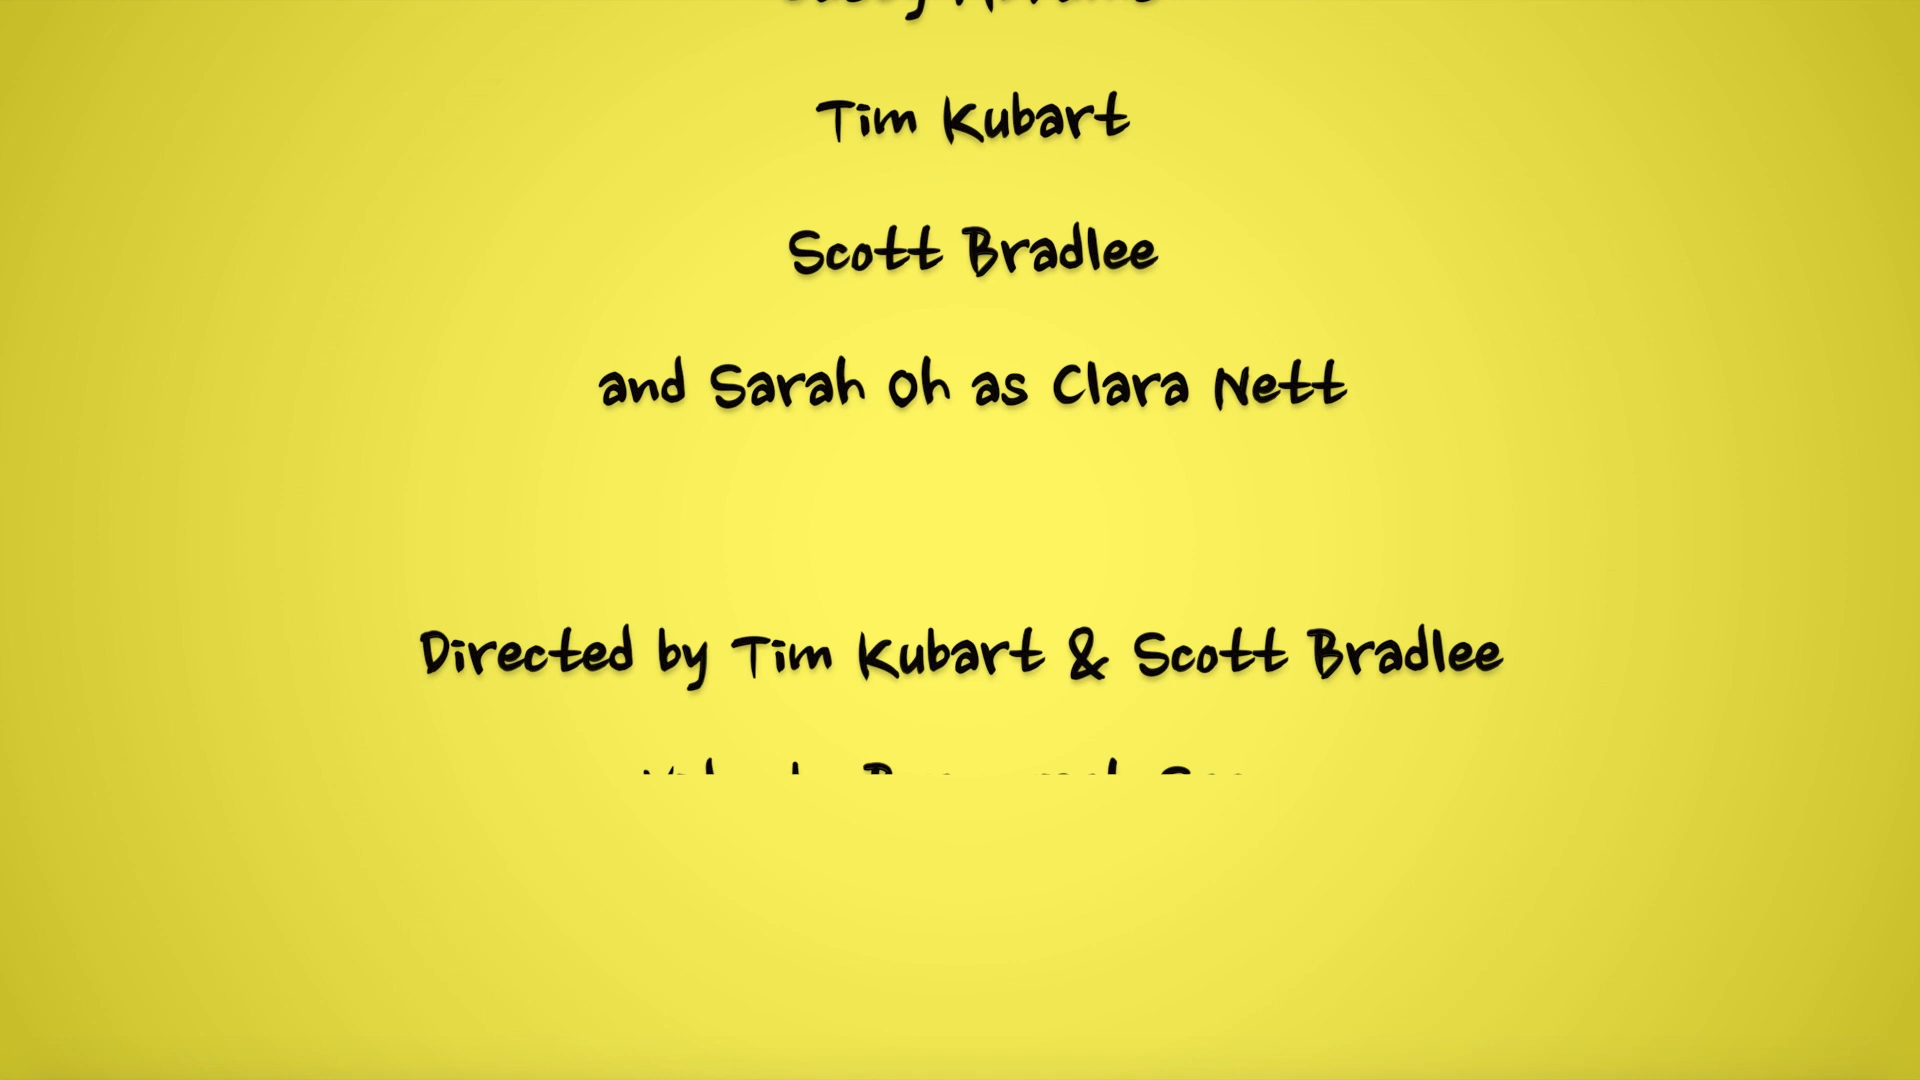 Tim Kubart
Scott Bradlee
and Sarah Oh as Clara Nett
Directed by Tim Kubart & Scott Bradlee